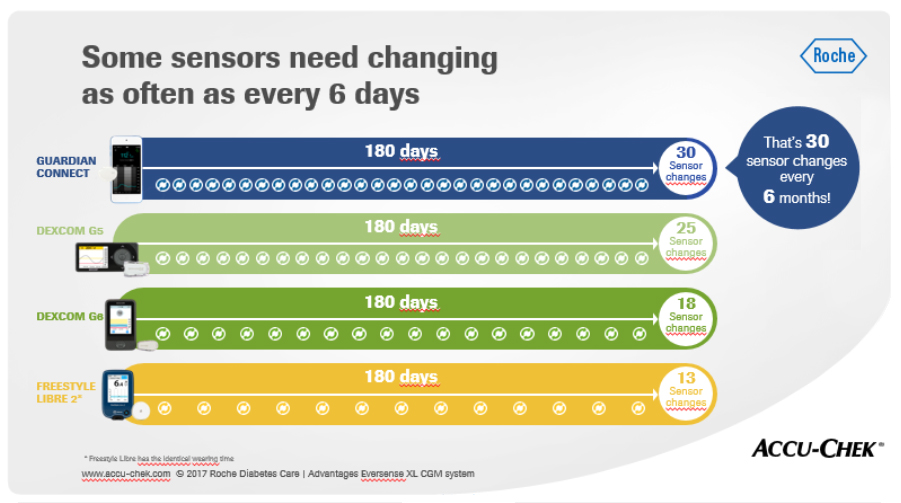 Some sensors need changing
as often as every 6 days
Roche
GUARDIAN
CONNECT
180 days
30
Sensor
changes
That's 30
sensor changes
every
6 months!
DEXCOM G5
180 days
25
Sensor
changes
DEXCOM G6
180 days
18
Sensor
changes
FREESTYLE
LIBRE 2*
180 days
13
Sensor
changes
* Freestyle Libre has the identical wearing time
www.accu-chek.com © 2017 Roche Diabetes Care | Advantages Eversense XL CGM system
ACCU-CHEK®